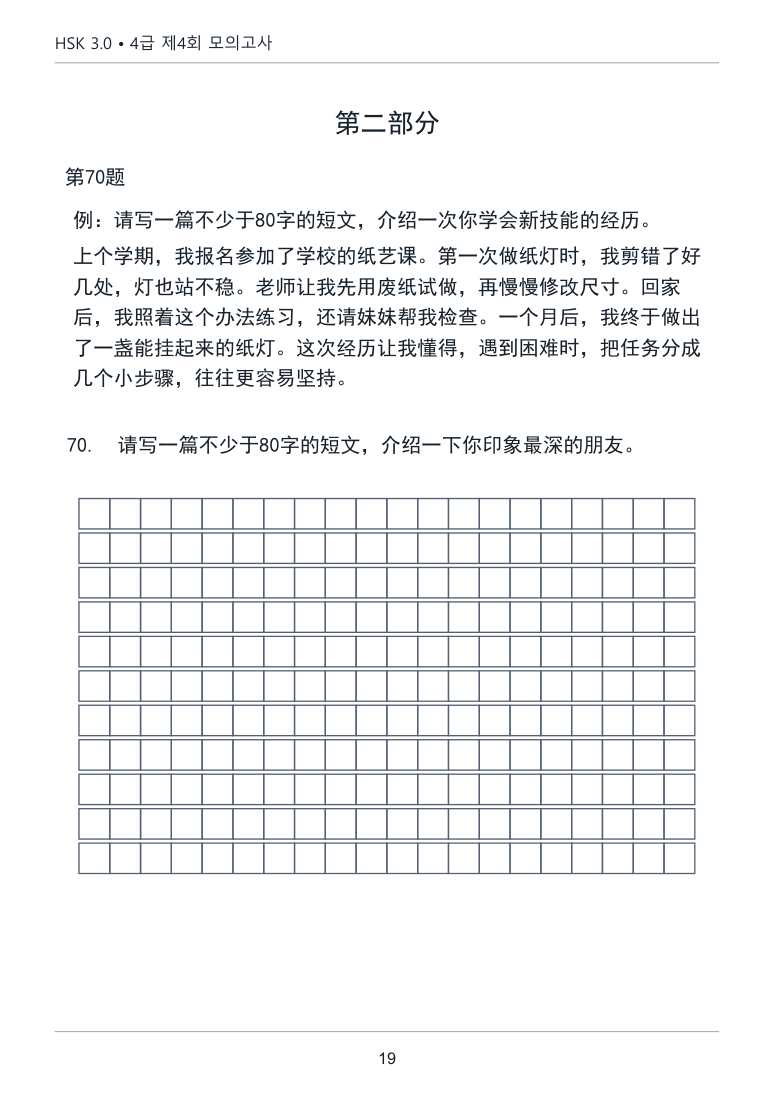 HSK 3.0 • 4급 제4회 모의고사
第二部分
第70题
例：请写一篇不少于80字的短文，介绍一次你学会新技能的经历。
上个学期，我报名参加了学校的纸艺课。第一次做纸灯时，我剪错了好
几处，灯也站不稳。老师让我先用废纸试做，再慢慢修改尺寸。回家
后，我照着这个办法练习，还请妹妹帮我检查。一个月后，我终于做出
了一盏能挂起来的纸灯。这次经历让我懂得，遇到困难时，把任务分成
几个小步骤，往往更容易坚持。
70. 请写一篇不少于80字的短文，介绍一下你印象最深的朋友。
19